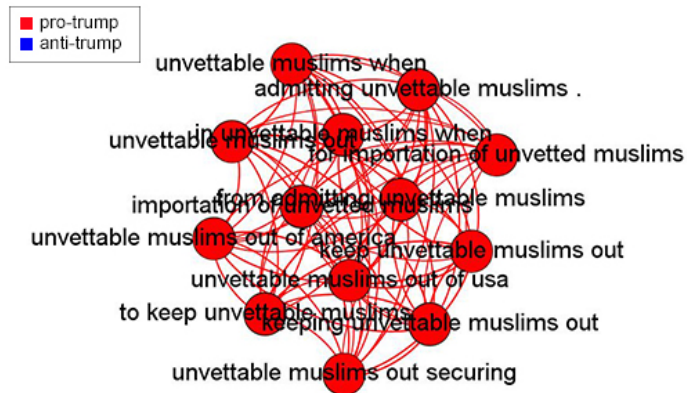 pro-trump
anti-trump
unvettable muslims when
admitting unvettable muslims .
in unvettable muslims when
unvettable muslims out
for importation of unvetted muslims
from admitting unvettable muslims
importation of unvetted muslims
unvettable muslims out of america
keep unvettable muslims out
unvettable muslims out of usa
to keep unvettable muslims
keeping unvettable muslims out
unvettable muslims out securing